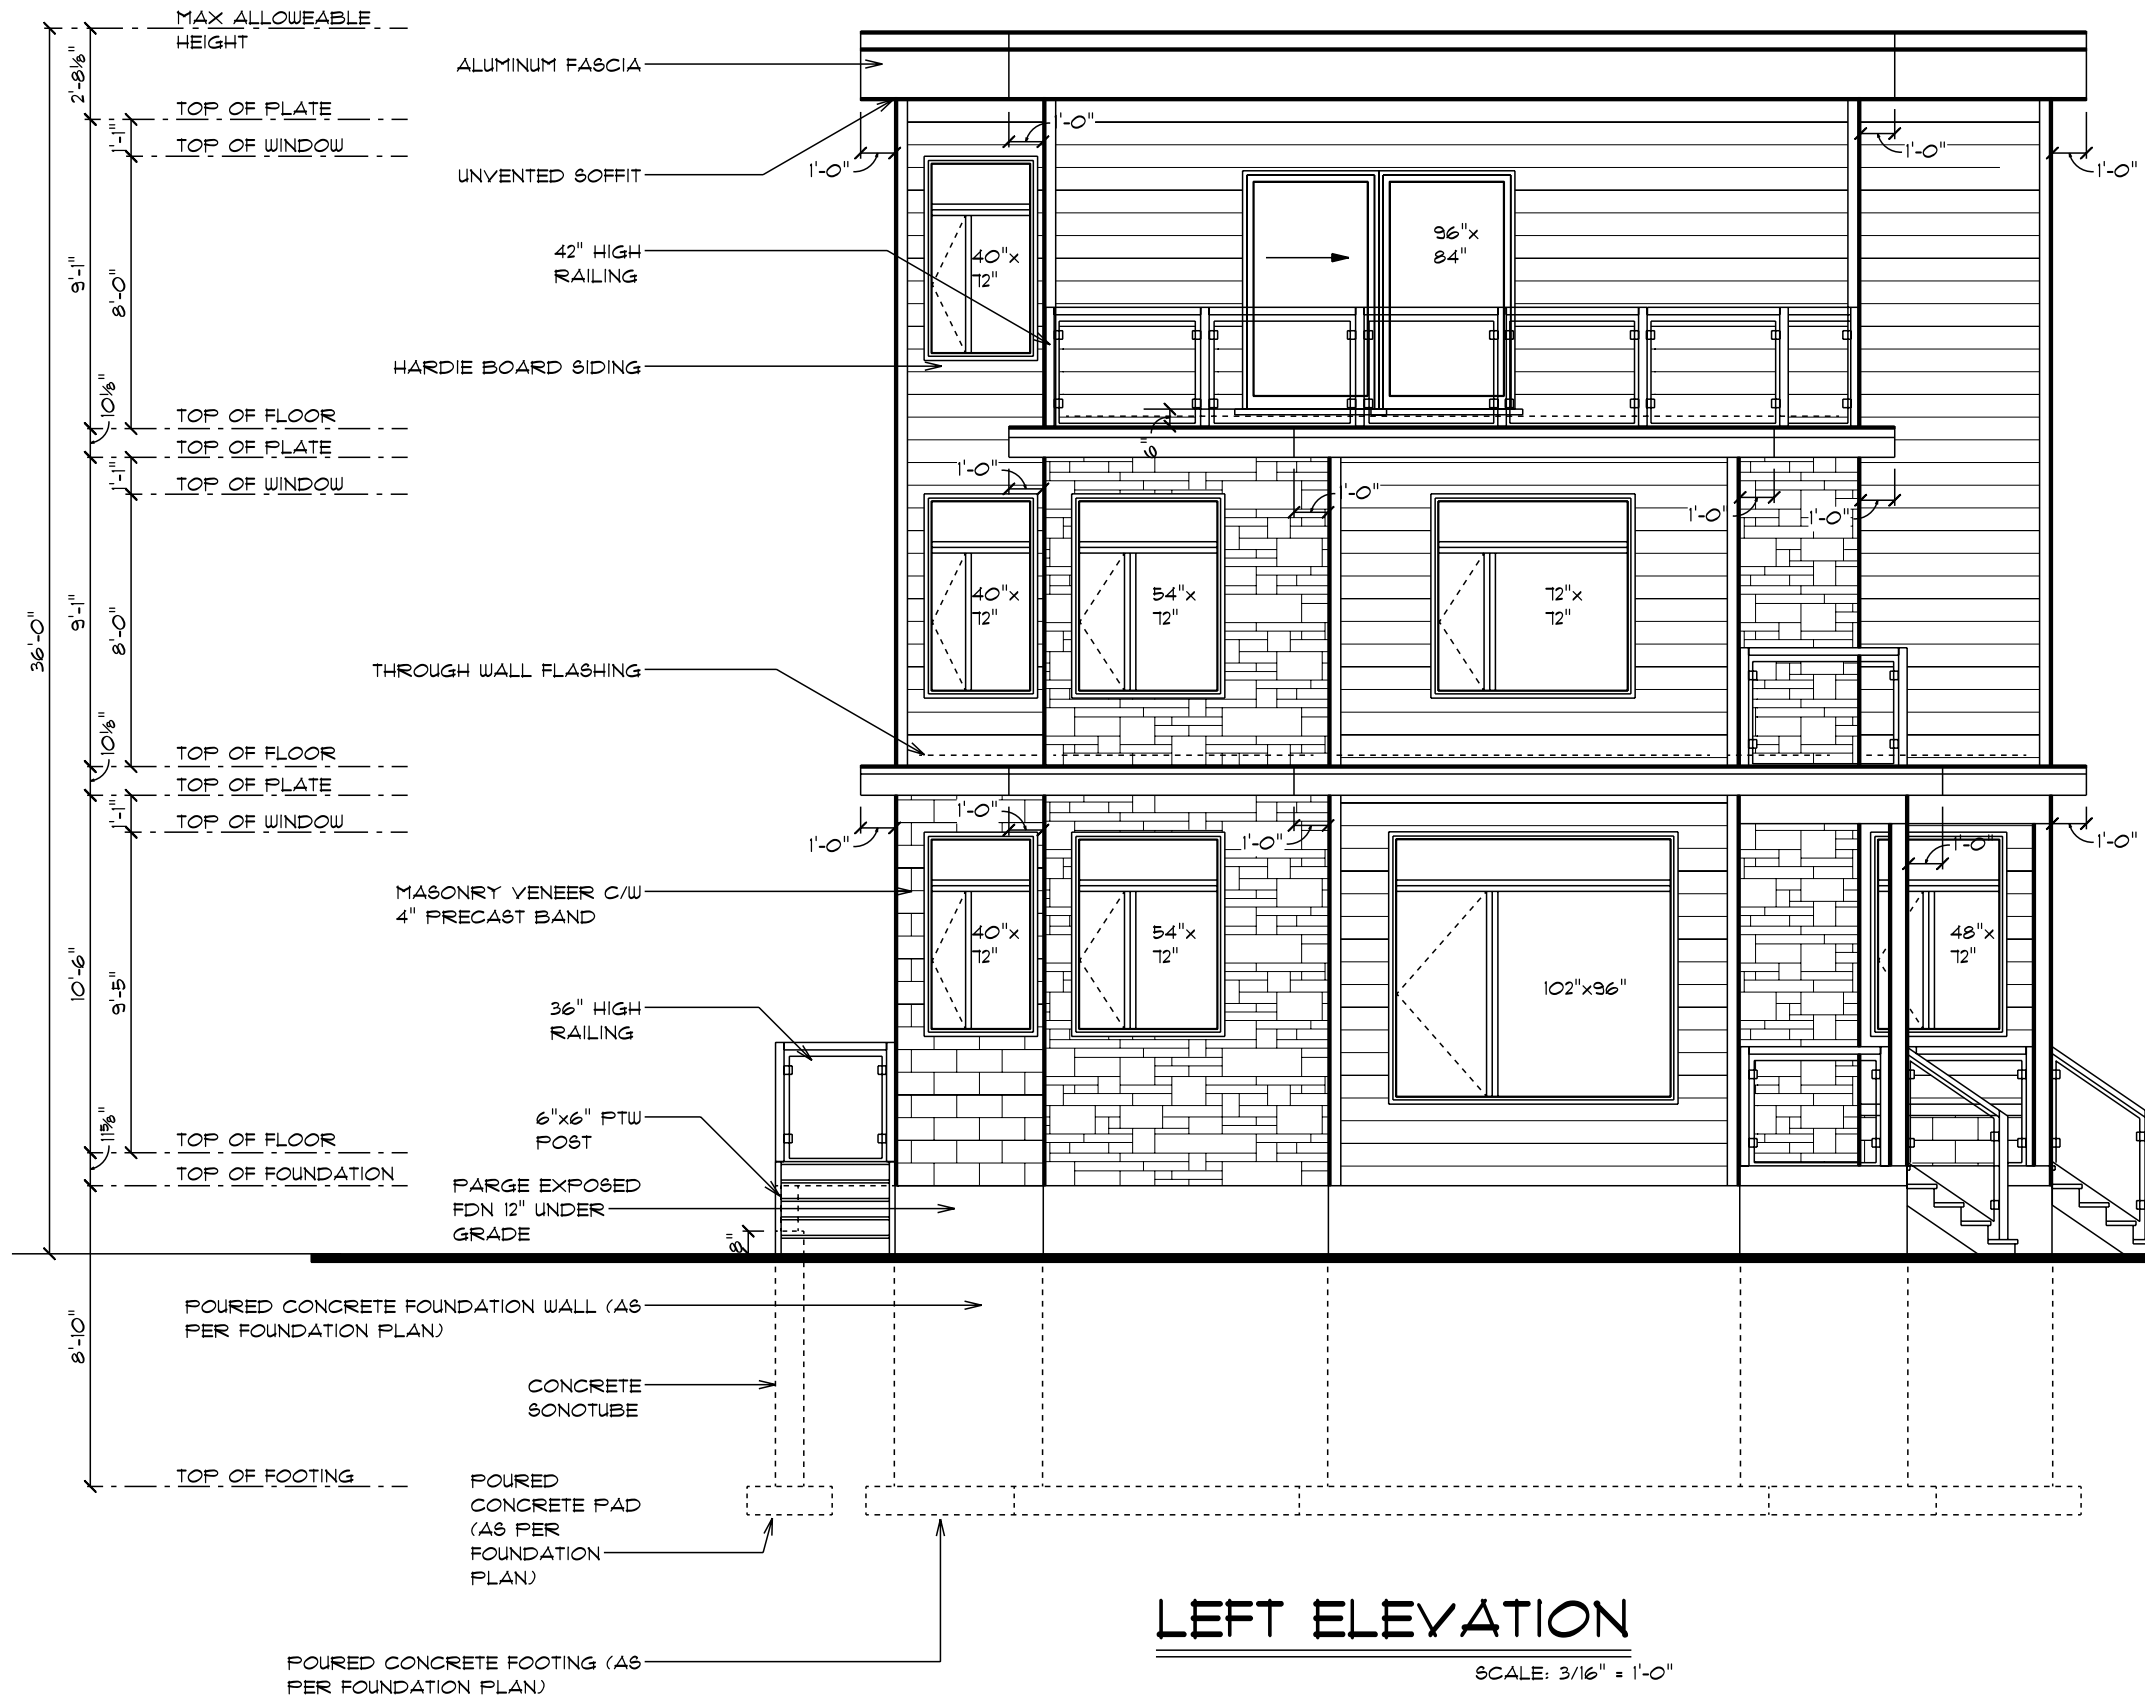 MAX ALLOWEABLE
HEIGHT
2'-8⅛"
ALUMINUM FASCIA
TOP OF PLATE
1'-1"
TOP OF WINDOW
1'-0"
1'-0"
1'-0"
1'-0"
UNVENTED SOFFIT
42" HIGH
RAILING
40"x
72"
96"x
84"
9'-1"
8'-0"
HARDIE BOARD SIDING
10⅛"
TOP OF FLOOR
TOP OF PLATE
6"
1'-1"
TOP OF WINDOW
1'-0"
1'-0"
1'-0"
1'-0"
36'-0"
9'-1"
8'-0"
40"x
72"
54"x
72"
72"x
72"
THROUGH WALL FLASHING
10⅛"
TOP OF FLOOR
TOP OF PLATE
1'-1"
TOP OF WINDOW
1'-0"
1'-0"
1'-0"
1'-0"
1'-0"
MASONRY VENEER C/W
4" PRECAST BAND
40"x
72"
54"x
72"
102"x96"
48"x
72"
10'-6"
9'-5"
36" HIGH
RAILING
6"x6" PTW
POST
11⅝"
TOP OF FLOOR
TOP OF FOUNDATION
PARGE EXPOSED
FDN 12" UNDER
GRADE
8"
POURED CONCRETE FOUNDATION WALL (AS
PER FOUNDATION PLAN)
8'-10"
CONCRETE
SONOTUBE
TOP OF FOOTING
POURED
CONCRETE PAD
(AS PER
FOUNDATION
PLAN)
POURED CONCRETE FOOTING (AS
PER FOUNDATION PLAN)
LEFT ELEVATION
SCALE: 3/16" = 1'-0"